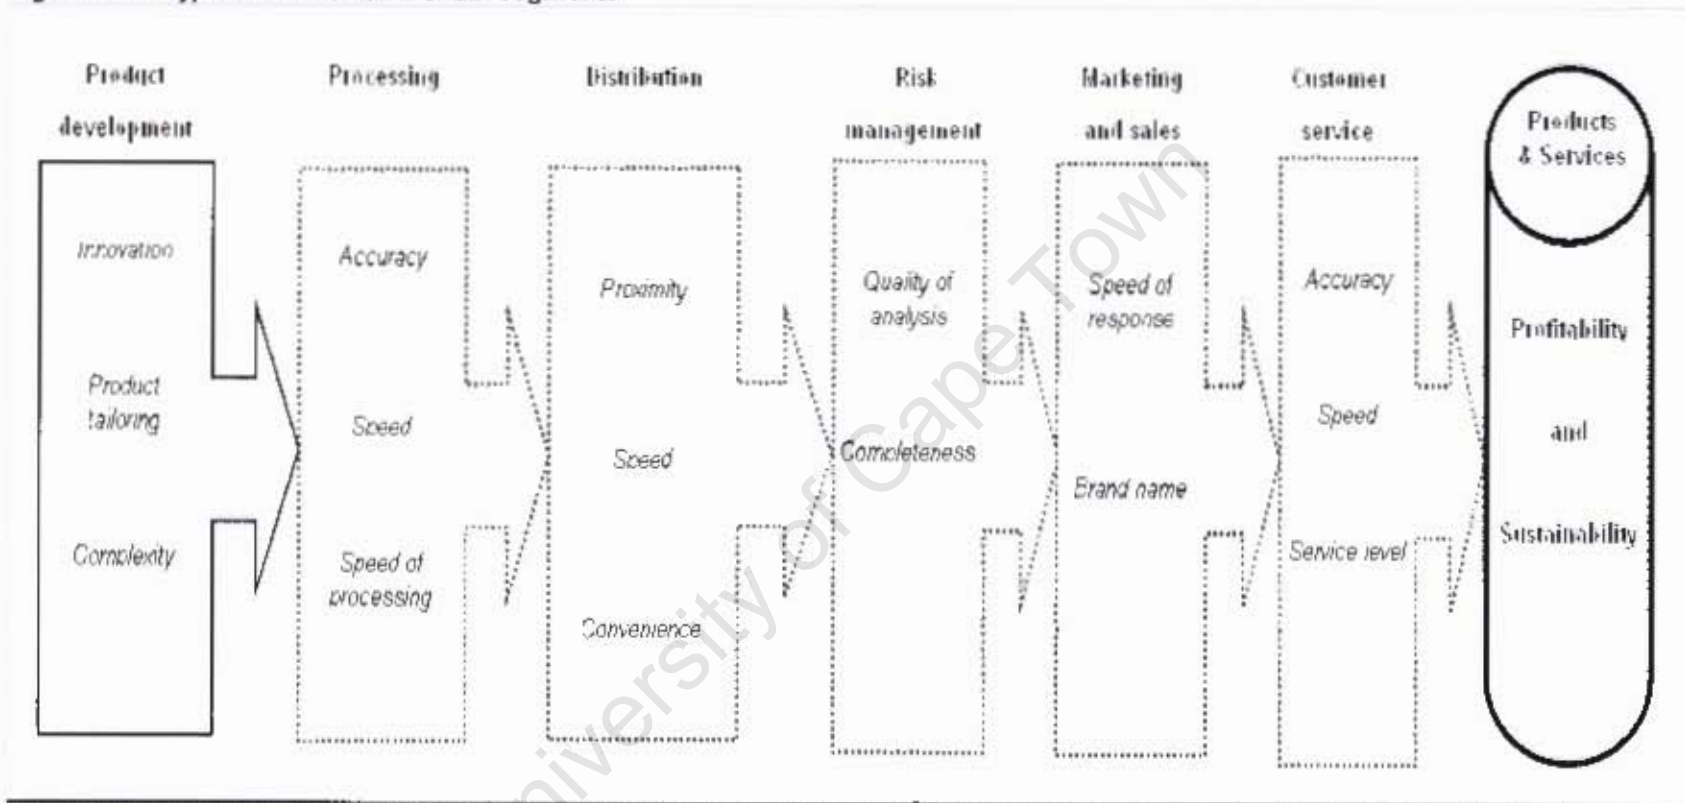 Product
development
Innovation
Product
tailoring
Complexity
Processing
Accuracy
Speed
Speed of
processing
Distribution
Proximity
Speed
Convenience
Risk
management
Quality of
analysis
Completeness
Marketing
and sales
Speed of
response
Brand name
Customer
service
Accuracy
Speed
Service level
Products
& Services
Profitability
and
Sustainability
University of Cape Town